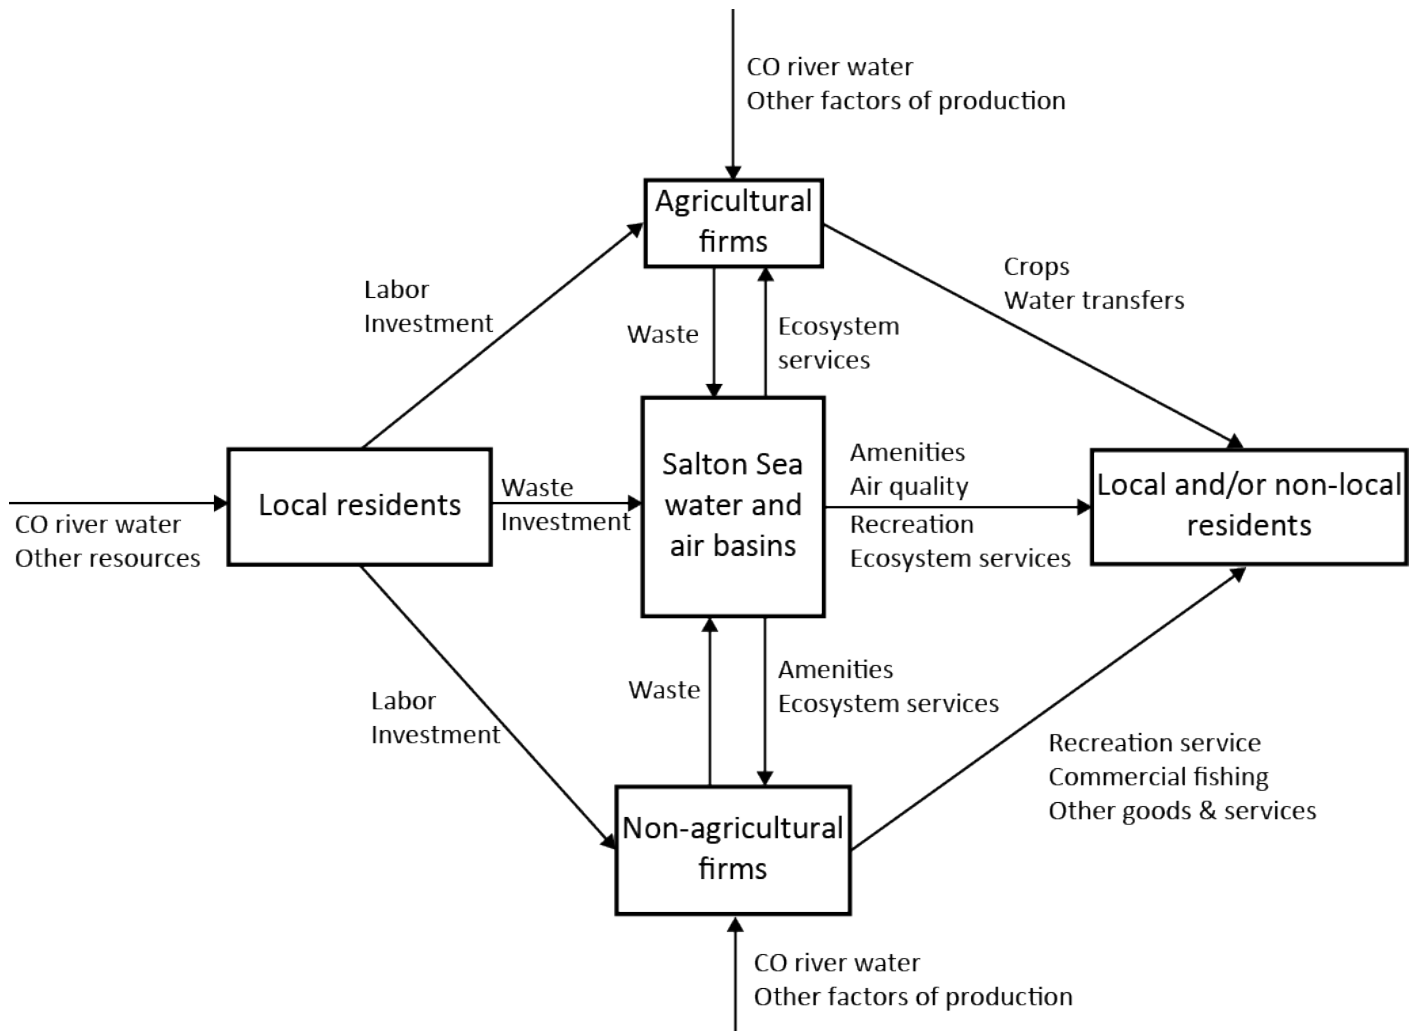 CO river water
Other factors of production
Agricultural
firms
Crops
Water transfers
Labor
Investment
Waste
Ecosystem
services
Salton Sea
water and
air basins
Amenities
Air quality
Recreation
Ecosystem services
Local and/or non-local
residents
Local residents
Waste
Investment
CO river water
Other resources
Labor
Investment
Waste
Amenities
Ecosystem services
Recreation service
Commercial fishing
Other goods & services
Non-agricultural
firms
CO river water
Other factors of production